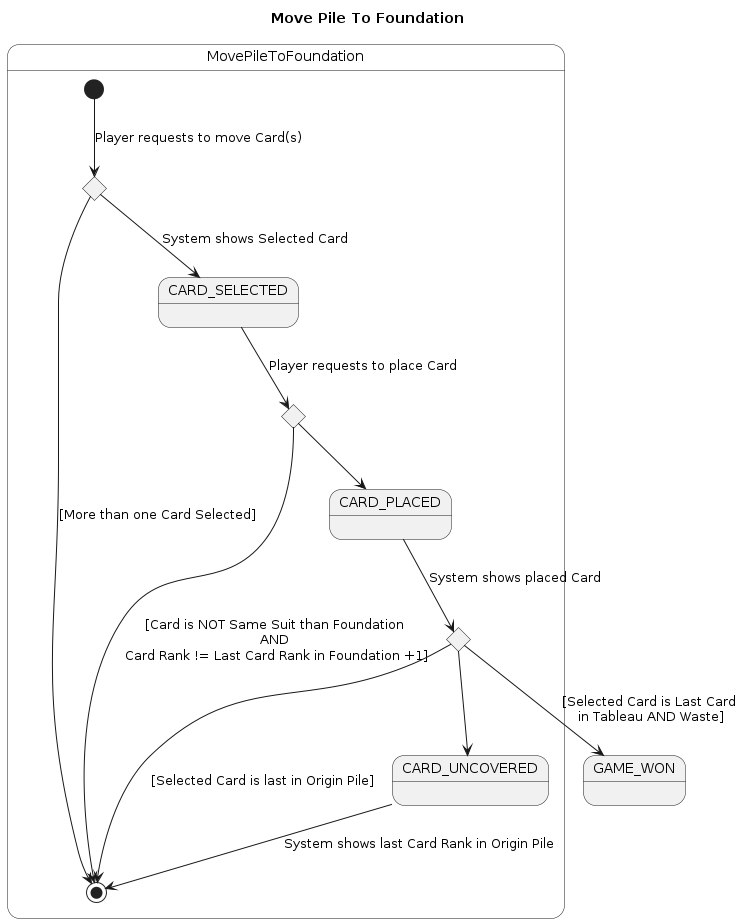 Move Pile To Foundation
MovePileToFoundation
Player requests to move Card(s)
System shows Selected Card
CARD_SELECTED
Player requests to place Card
CARD_PLACED
[More than one Card Selected]
System shows placed Card
[Card is NOT Same Suit than Foundation
AND
Card Rank != Last Card Rank in Foundation +1]
[Selected Card is Last Card
in Tableau AND Waste]
CARD_UNCOVERED
GAME_WON
[Selected Card is last in Origin Pile]
System shows last Card Rank in Origin Pile